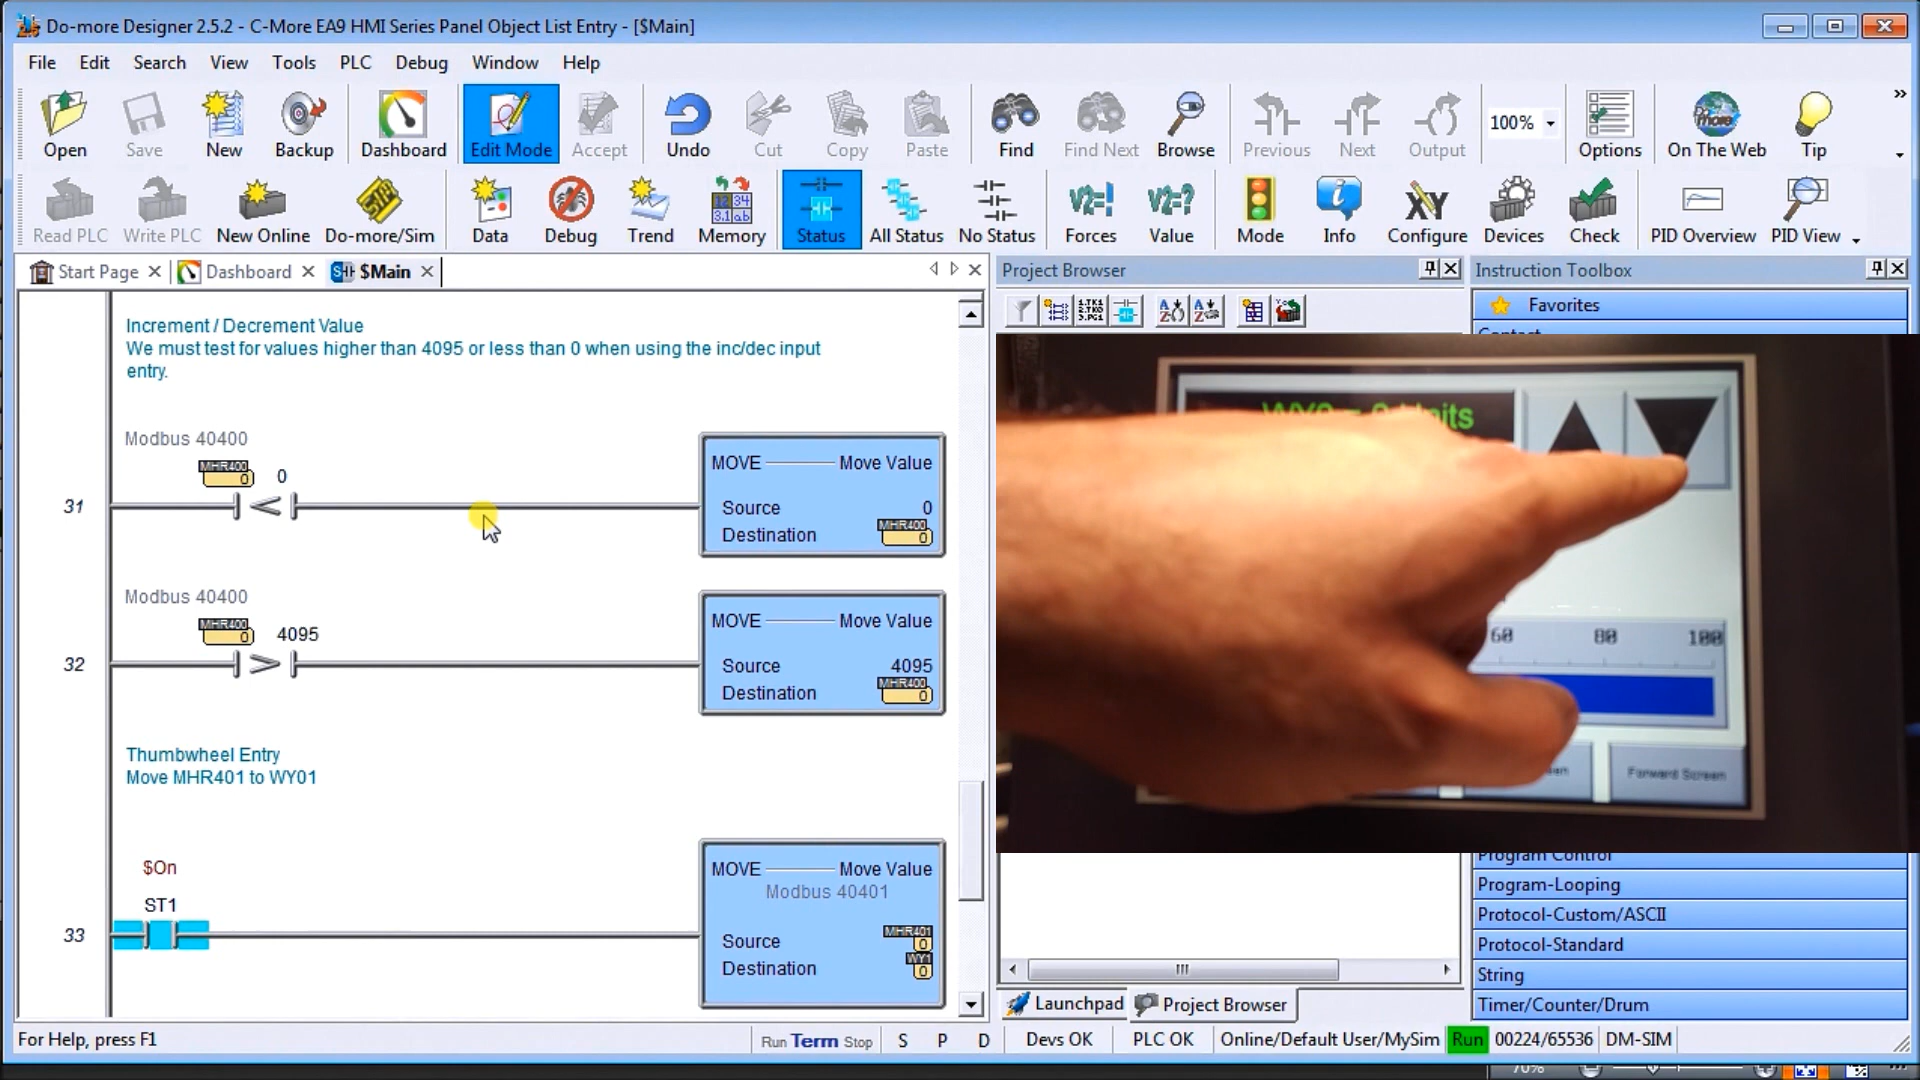 Do-more Designer 2.5.2 - C-More EA9 HMI Series Panel Object List Entry - [$Main]
File Edit Search View Tools PLC Debug Window Help
Open Save New Backup Dashboard Edit Mode Accept Undo Cut Copy Paste Find Find Next Browse Previous Next Output 100% Options On The Web Tip
Read PLC Write PLC New Online Do-more/Sim Data Debug Trend Memory Status All Status No Status Forces Value Mode Info Configure Devices Check PID Overview PID View
Start Page Dashboard $Main
Project Browser
Instruction Toolbox
Favorites
Increment / Decrement Value
We must test for values higher than 4095 or less than 0 when using the inc/dec input
entry.
Modbus 40400
MHR400
0
0
31
MOVE Move Value
Source 0
Destination MHR400
0
Modbus 40400
MHR400
0
4095
32
MOVE Move Value
Source 4095
Destination MHR400
0
Thumbwheel Entry
Move MHR401 to WY01
$On
ST1
33
MOVE Move Value
Modbus 40401
Source MHR401
0
Destination WY1
0
60 80 100
Forward Screen
Program Control
Program-Looping
Protocol-Custom/ASCII
Protocol-Standard
String
Timer/Counter/Drum
Launchpad Project Browser
For Help, press F1
Run Term Stop S P D Devs OK PLC OK Online/Default User/MySim Run 00224/65536 DM-SIM
70%